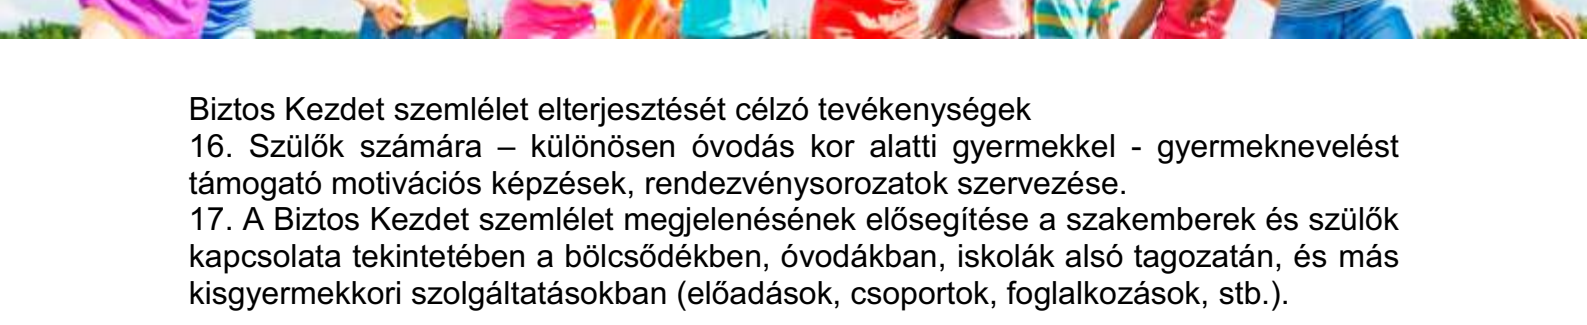 Biztos Kezdet szemlélet elterjesztését célzó tevékenységek
16. Szülők számára – különösen óvodás kor alatti gyermekkel - gyermeknevelést
támogató motivációs képzések, rendezvénysorozatok szervezése.
17. A Biztos Kezdet szemlélet megjelenésének elősegítése a szakemberek és szülők
kapcsolata tekintetében a bölcsődékben, óvodákban, iskolák alsó tagozatán, és más
kisgyermekkori szolgáltatásokban (előadások, csoportok, foglalkozások, stb.).